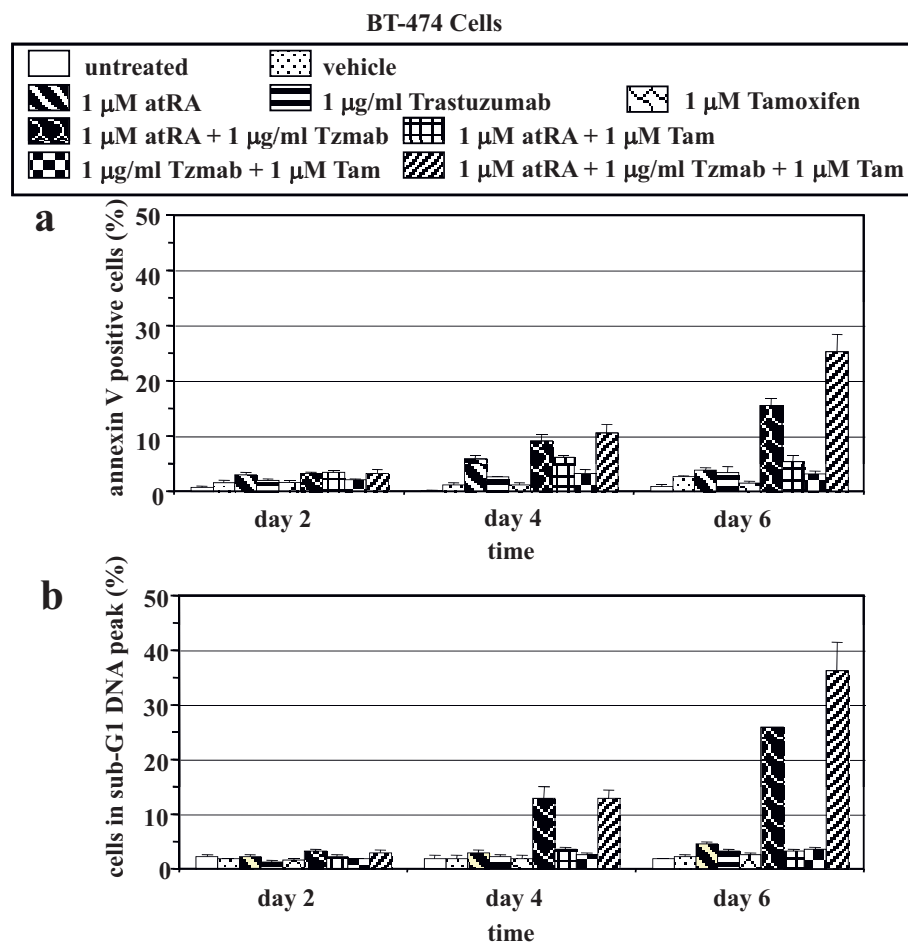 BT-474 Cells
untreated vehicle
1 μM atRA 1 μg/ml Trastuzumab 1 μM Tamoxifen
1 μM atRA + 1 μg/ml Tzmab 1 μM atRA + 1 μM Tam
1 μg/ml Tzmab + 1 μM Tam 1 μM atRA + 1 μg/ml Tzmab + 1 μM Tam
a
annexin V positive cells (%)
50
40
30
20
10
0
day 2 day 4 day 6
time
b
cells in sub-G1 DNA peak (%)
50
40
30
20
10
0
day 2 day 4 day 6
time